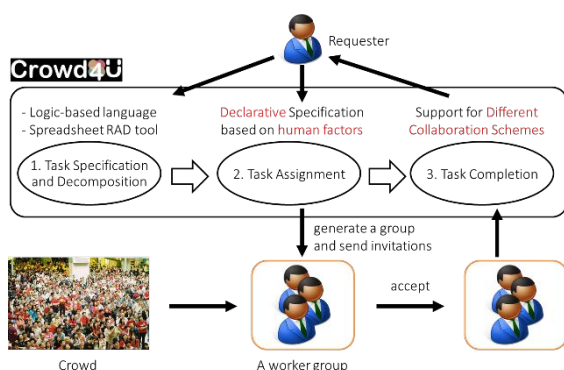 Requester
Crowd4U
- Logic-based language
- Spreadsheet RAD tool
Declarative Specification
based on human factors
Support for Different
Collaboration Schemes
1. Task Specification
and Decomposition
2. Task Assignment
3. Task Completion
generate a group
and send invitations
accept
Crowd
A worker group